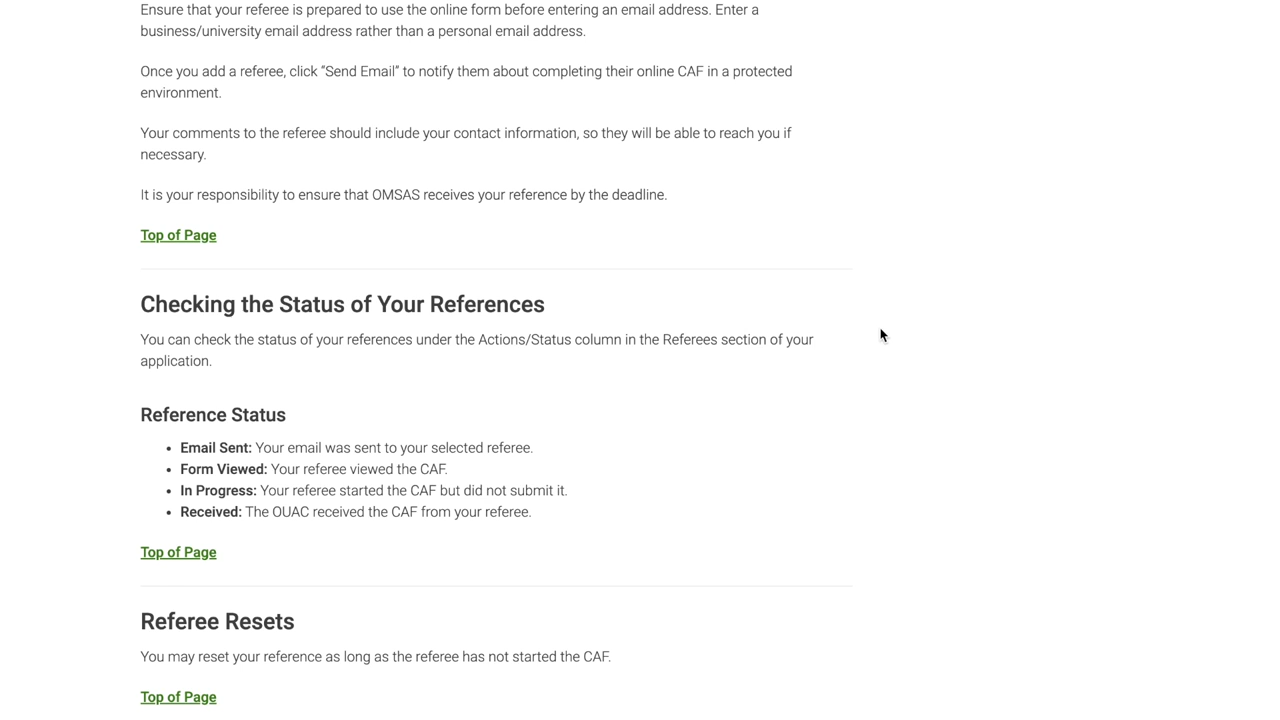 Ensure that your referee is prepared to use the online form before entering an email address. Enter a
business/university email address rather than a personal email address.
Once you add a referee, click “Send Email” to notify them about completing their online CAF in a protected
environment.
Your comments to the referee should include your contact information, so they will be able to reach you if
necessary.
It is your responsibility to ensure that OMSAS receives your reference by the deadline.
Top of Page
Checking the Status of Your References
You can check the status of your references under the Actions/Status column in the Referees section of your
application.
Reference Status
• Email Sent: Your email was sent to your selected referee.
• Form Viewed: Your referee viewed the CAF.
• In Progress: Your referee started the CAF but did not submit it.
• Received: The OUAC received the CAF from your referee.
Top of Page
Referee Resets
You may reset your reference as long as the referee has not started the CAF.
Top of Page